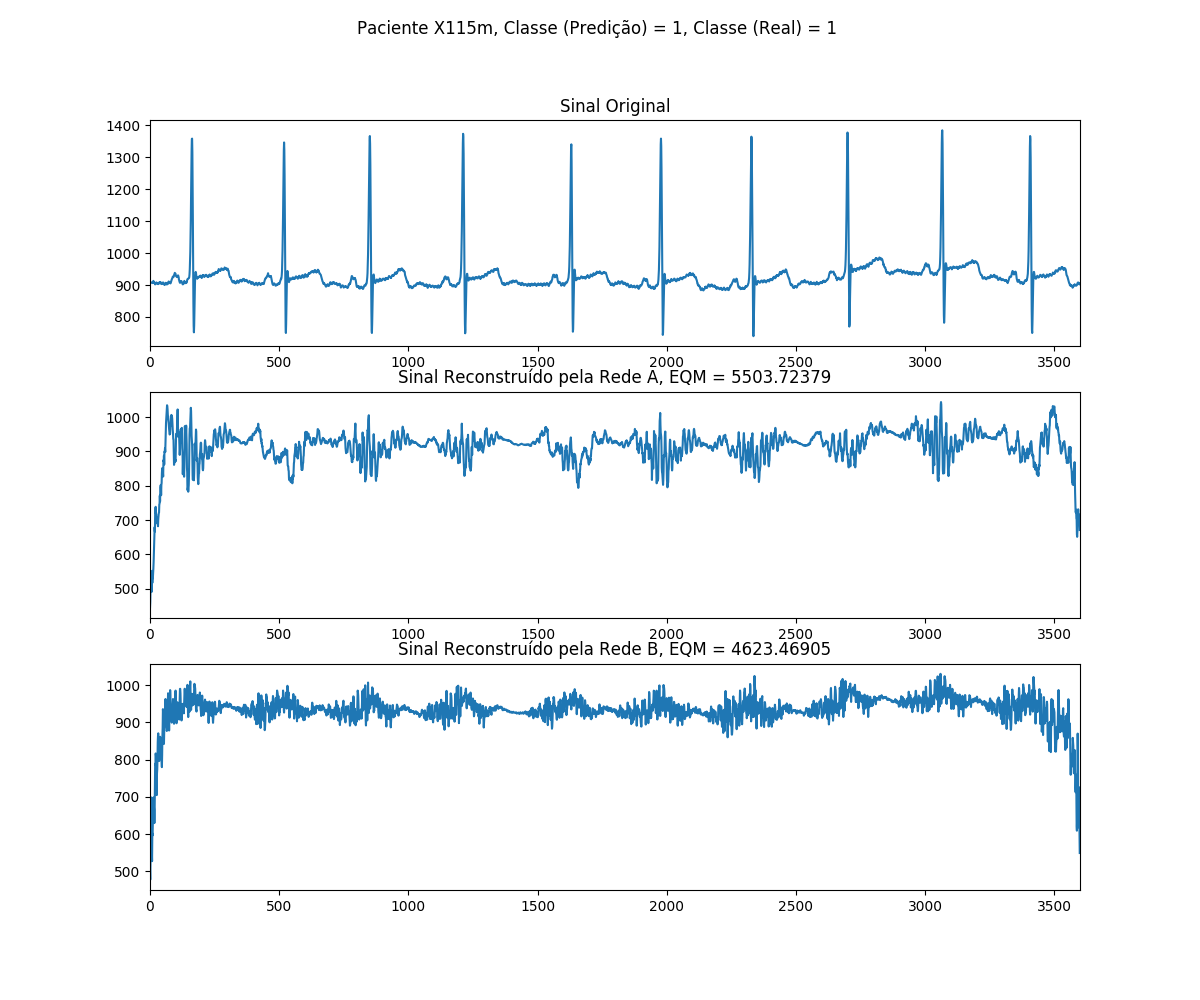 Paciente X115m, Classe (Predição) = 1, Classe (Real) = 1
Sinal Original
1400
1300
1200
1100
1000
900
800
0 500 1000 1500 2000 2500 3000 3500
Sinal Reconstruído pela Rede A, EQM = 5503.72379
1000
900
800
700
600
500
0 500 1000 1500 2000 2500 3000 3500
Sinal Reconstruído pela Rede B, EQM = 4623.46905
1000
900
800
700
600
500
0 500 1000 1500 2000 2500 3000 3500